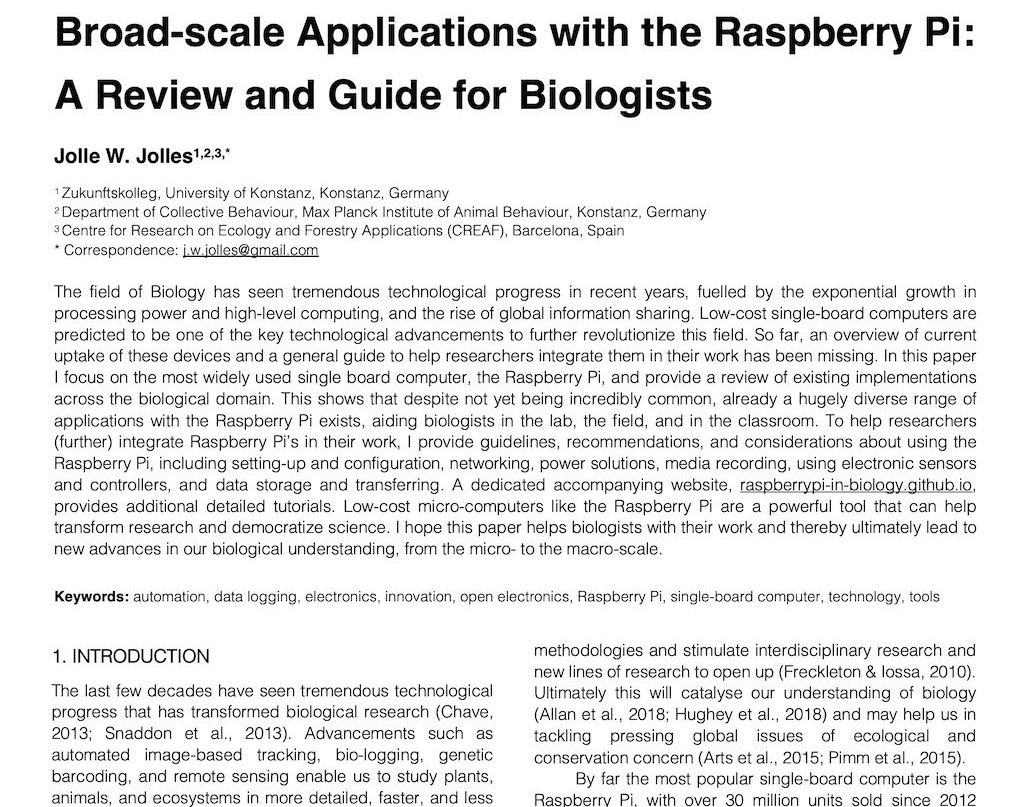 Broad-scale Applications with the Raspberry Pi:
A Review and Guide for Biologists
Jolle W. Jolles1,2,3,*
1 Zukunftskolleg, University of Konstanz, Konstanz, Germany
2 Department of Collective Behaviour, Max Planck Institute of Animal Behaviour, Konstanz, Germany
3 Centre for Research on Ecology and Forestry Applications (CREAF), Barcelona, Spain
* Correspondence: j.w.jolles@gmail.com
The field of Biology has seen tremendous technological progress in recent years, fuelled by the exponential growth in
processing power and high-level computing, and the rise of global information sharing. Low-cost single-board computers are
predicted to be one of the key technological advancements to further revolutionize this field. So far, an overview of current
uptake of these devices and a general guide to help researchers integrate them in their work has been missing. In this paper
I focus on the most widely used single board computer, the Raspberry Pi, and provide a review of existing implementations
across the biological domain. This shows that despite not yet being incredibly common, already a hugely diverse range of
applications with the Raspberry Pi exists, aiding biologists in the lab, the field, and in the classroom. To help researchers
(further) integrate Raspberry Pi's in their work, I provide guidelines, recommendations, and considerations about using the
Raspberry Pi, including setting-up and configuration, networking, power solutions, media recording, using electronic sensors
and controllers, and data storage and transferring. A dedicated accompanying website, raspberrypi-in-biology.github.io,
provides additional detailed tutorials. Low-cost micro-computers like the Raspberry Pi are a powerful tool that can help
transform research and democratize science. I hope this paper helps biologists with their work and thereby ultimately lead to
new advances in our biological understanding, from the micro- to the macro-scale.
Keywords: automation, data logging, electronics, innovation, open electronics, Raspberry Pi, single-board computer, technology, tools
1. INTRODUCTION
The last few decades have seen tremendous technological
progress that has transformed biological research (Chave,
2013; Snaddon et al., 2013). Advancements such as
automated image-based tracking, bio-logging, genetic
barcoding, and remote sensing enable us to study plants,
animals, and ecosystems in more detailed, faster, and less
methodologies and stimulate interdisciplinary research and
new lines of research to open up (Freckleton & Iossa, 2010).
Ultimately this will catalyse our understanding of biology
(Allan et al., 2018; Hughey et al., 2018) and may help us in
tackling pressing global issues of ecological and
conservation concern (Arts et al., 2015; Pimm et al., 2015).
By far the most popular single-board computer is the
Raspberry Pi, with over 30 million units sold since 2012